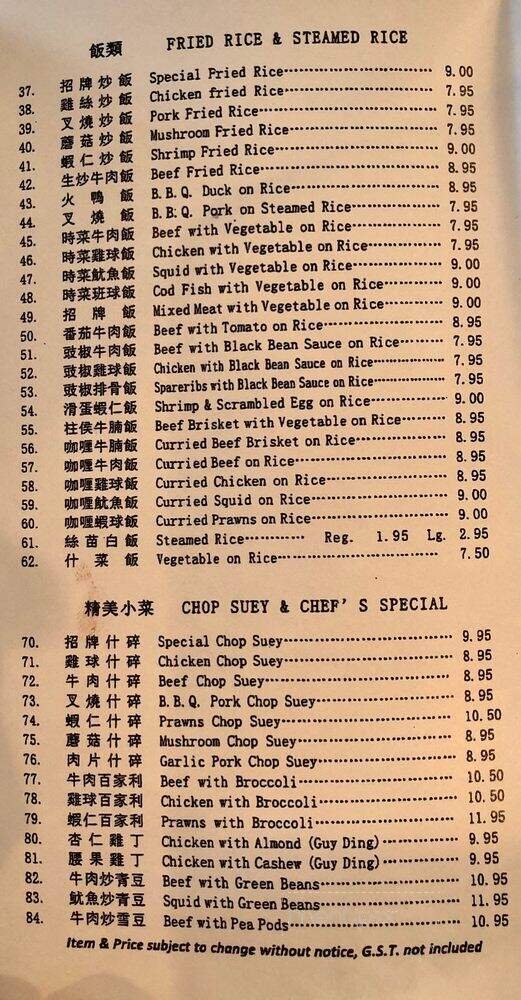 飯類 FRIED RICE & STEAMED RICE
37. 招牌炒飯 Special Fried Rice 9.00
38. 雞絲炒飯 Chicken fried Rice 7.95
39. 叉燒炒飯 Pork Fried Rice 7.95
40. 蘑菇炒飯 Mushroom Fried Rice 7.95
41. 蝦仁炒飯 Shrimp Fried Rice 9.00
42. 生炒牛肉飯 Beef Fried Rice 8.95
43. 火鴨飯 B.B.Q. Duck on Rice 8.95
44. 叉燒飯 B.B.Q. Pork on Steamed Rice 7.95
45. 時菜牛肉飯 Beef with Vegetable on Rice 7.95
46. 時菜雞球飯 Chicken with Vegetable on Rice 7.95
47. 時菜魷魚飯 Squid with Vegetable on Rice 9.00
48. 時菜班球飯 Cod Fish with Vegetable on Rice 9.00
49. 招牌飯 Mixed Meat with Vegetable on Rice 9.00
50. 番茄牛肉飯 Beef with Tomato on Rice 8.95
51. 豉椒牛肉飯 Beef with Black Bean Sauce on Rice 7.95
52. 豉椒雞球飯 Chicken with Black Bean Sauce on Rice 7.95
53. 豉椒排骨飯 Spareribs with Black Bean Sauce on Rice 7.95
54. 滑蛋蝦仁飯 Shrimp & Scrambled Egg on Rice 9.00
55. 柱侯牛腩飯 Beef Brisket with Vegetable on Rice 8.95
56. 咖喱牛腩飯 Curried Beef Brisket on Rice 8.95
57. 咖喱牛肉飯 Curried Beef on Rice 8.95
58. 咖喱雞球飯 Curried Chicken on Rice 8.95
59. 咖喱魷魚飯 Curried Squid on Rice 9.00
60. 咖喱蝦球飯 Curried Prawns on Rice 9.00
61. 絲苗白飯 Steamed Rice Reg. 1.95 Lg. 2.95
62. 什菜飯 Vegetable on Rice 7.50
精美小菜 CHOP SUEY & CHEF'S SPECIAL
70. 招牌什碎 Special Chop Suey 9.95
71. 雞球什碎 Chicken Chop Suey 8.95
72. 牛肉什碎 Beef Chop Suey 8.95
73. 叉燒什碎 B.B.Q. Pork Chop Suey 8.95
74. 蝦仁什碎 Prawns Chop Suey 10.50
75. 蘑菇什碎 Mushroom Chop Suey 8.95
76. 肉片什碎 Garlic Pork Chop Suey 8.95
77. 牛肉百家利 Beef with Broccoli 10.50
78. 雞球百家利 Chicken with Broccoli 10.50
79. 蝦仁百家利 Prawns with Broccoli 11.95
80. 杏仁雞丁 Chicken with Almond (Guy Ding) 9.95
81. 腰果雞丁 Chicken with Cashew (Guy Ding) 9.95
82. 牛肉炒青豆 Beef with Green Beans 10.95
83. 魷魚炒青豆 Squid with Green Beans 11.95
84. 牛肉炒雪豆 Beef with Pea Pods 10.95
Item & Price subject to change without notice, G.S.T. not included